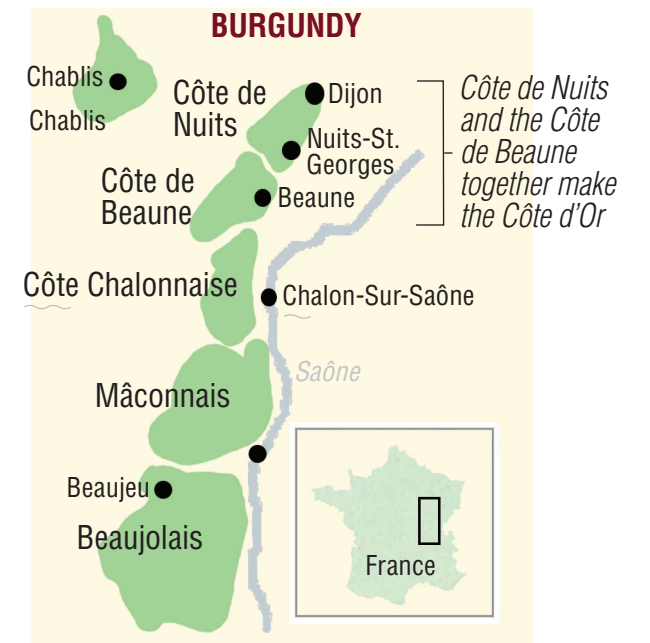 BURGUNDY
Chablis
Chablis
Côte de
Nuits
Dijon
Nuits-St.
Georges
Côte de Nuits
and the Côte
de Beaune
together make
the Côte d’Or
Côte de
Beaune
Beaune
Côte Chalonnaise
Chalon-Sur-Saône
Saône
Mâconnais
Beaujeu
Beaujolais
France